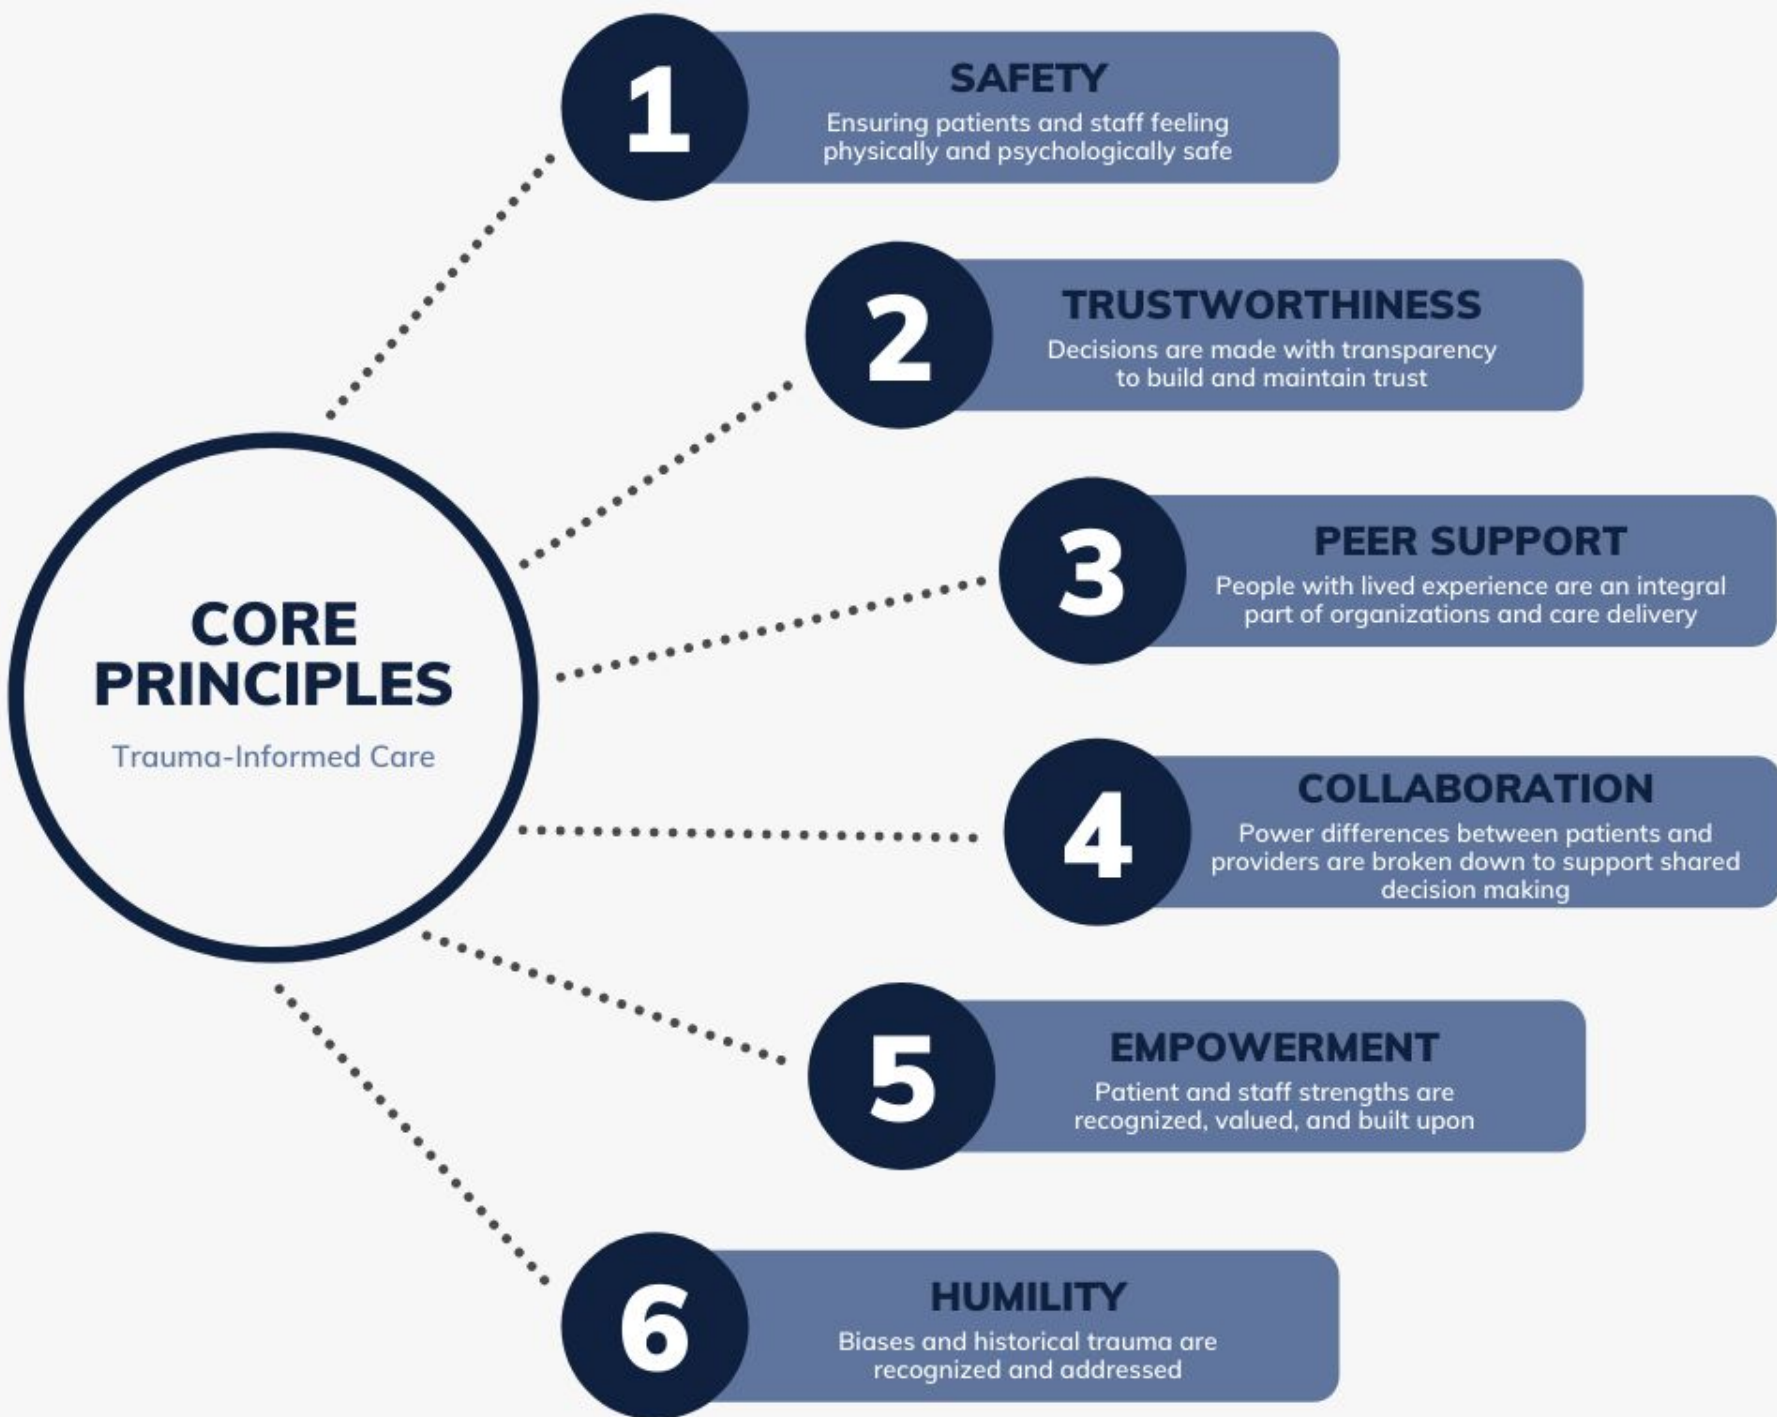 CORE
PRINCIPLES
Trauma-Informed Care
1
SAFETY
Ensuring patients and staff feeling
physically and psychologically safe
2
TRUSTWORTHINESS
Decisions are made with transparency
to build and maintain trust
3
PEER SUPPORT
People with lived experience are an integral
part of organizations and care delivery
4
COLLABORATION
Power differences between patients and
providers are broken down to support shared
decision making
5
EMPOWERMENT
Patient and staff strengths are
recognized, valued, and built upon
6
HUMILITY
Biases and historical trauma are
recognized and addressed